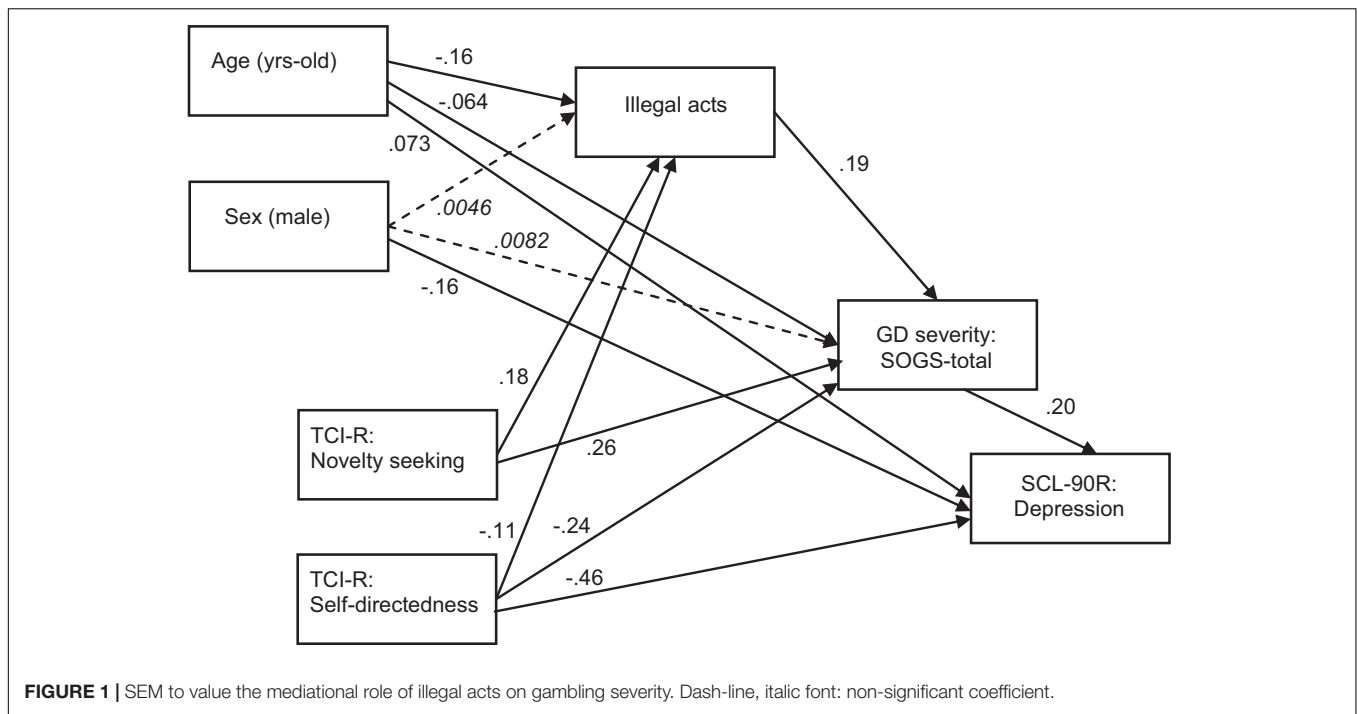 Age (yrs-old)
-.16
Illegal acts
-.064
.073
.19
Sex (male)
.0046
.0082
-.16
GD severity:
SOGS-total
.18
.20
TCI-R:
Novelty seeking
.26
SCL-90R:
Depression
-.11
-.24
TCI-R:
Self-directedness
-.46
FIGURE 1 | SEM to value the mediational role of illegal acts on gambling severity. Dash-line, italic font: non-significant coefficient.